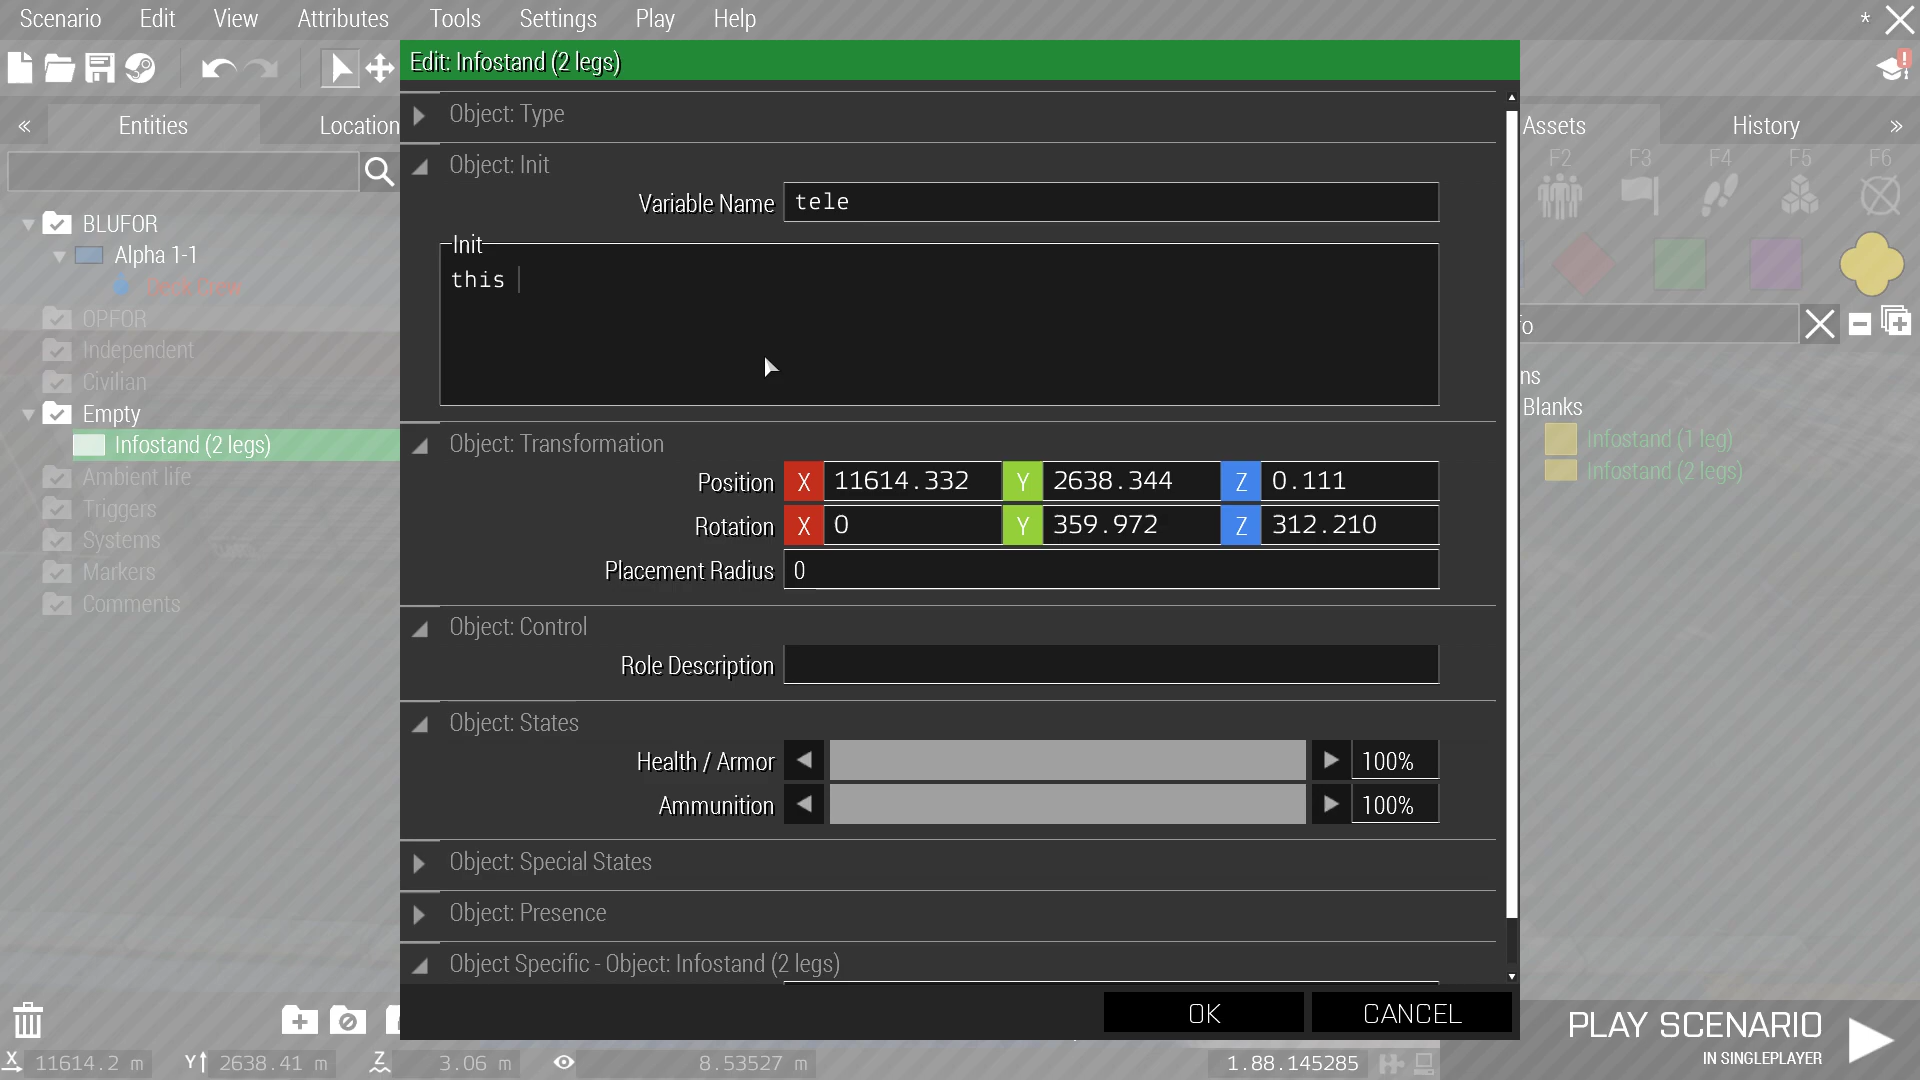 Scenario Edit View Attributes Tools Settings Play Help *
Edit: Infostand (2 legs)
« Entities Location
BLUFOR
Alpha 1-1
Deck Crew
OPFOR
Independent
Civilian
Empty
Infostand (2 legs)
Ambient life
Triggers
Systems
Markers
Comments
Object: Type
Object: Init
Variable Name tele
Init
this
Object: Transformation
Position X 11614.332 Y 2638.344 Z 0.111
Rotation X 0 Y 359.972 Z 312.210
Placement Radius 0
Object: Control
Role Description
Object: States
Health / Armor 100%
Ammunition 100%
Object: Special States
Object: Presence
Object Specific - Object: Infostand (2 legs)
OK CANCEL
Assets History »
F2 F3 F4 F5 F6
fo
ns
Blanks
Infostand (1 leg)
Infostand (2 legs)
PLAY SCENARIO
IN SINGLEPLAYER
X 11614.2 m Y 2638.41 m Z 3.06 m 8.53527 m 1.88.145285